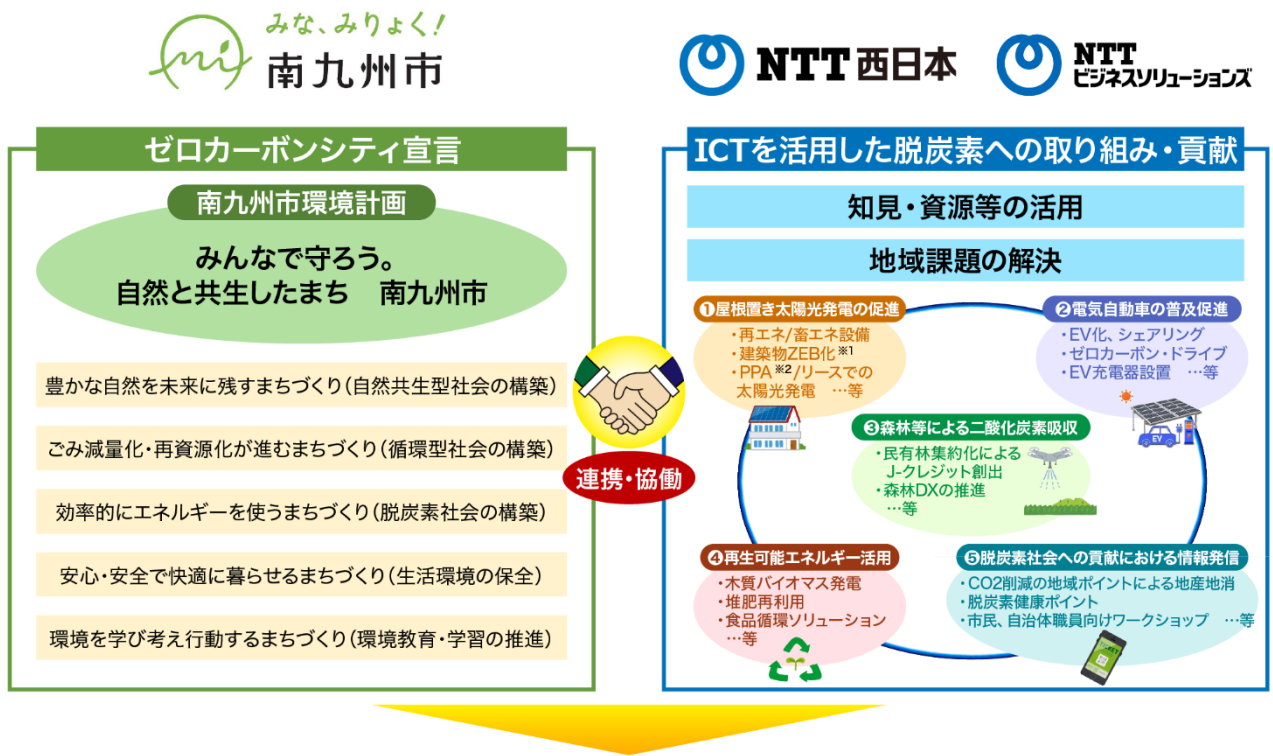 みな、みりょく!
南九州市
NTT西日本
NTT
ビジネスソリューションズ
ゼロカーボンシティ宣言
南九州市環境計画
みんなで守ろう。
自然と共生したまち　南九州市
豊かな自然を未来に残すまちづくり(自然共生型社会の構築)
ごみ減量化・再資源化が進むまちづくり(循環型社会の構築)
効率的にエネルギーを使うまちづくり(脱炭素社会の構築)
安心・安全で快適に暮らせるまちづくり(生活環境の保全)
環境を学び考え行動するまちづくり(環境教育・学習の推進)
連携・協働
ICTを活用した脱炭素への取り組み・貢献
知見・資源等の活用
地域課題の解決
❶屋根置き太陽光発電の促進
・再エネ/蓄エネ設備
・建築物ZEB化※1
・PPA※2/リースでの
太陽光発電　…等
❷電気自動車の普及促進
・EV化、シェアリング
・ゼロカーボン・ドライブ
・EV充電器設置　…等
EV
❸森林等による二酸化炭素吸収
・民有林集約化による
J-クレジット創出
・森林DXの推進
…等
❹再生可能エネルギー活用
・木質バイオマス発電
・堆肥再利用
・食品循環ソリューション
…等
❺脱炭素社会への貢献における情報発信
・CO2削減の地域ポイントによる地産地消
・脱炭素健康ポイント
・市民、自治体職員向けワークショップ　…等
TICKET